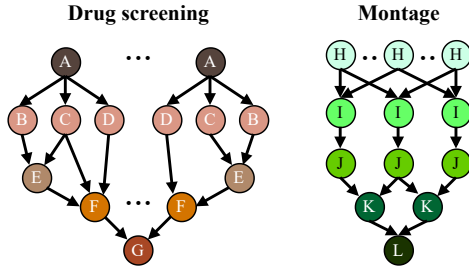 Drug screening Montage
A ... A H .. H .. H
B C D D C B I I I
E E J J J
F ... F K K
G L